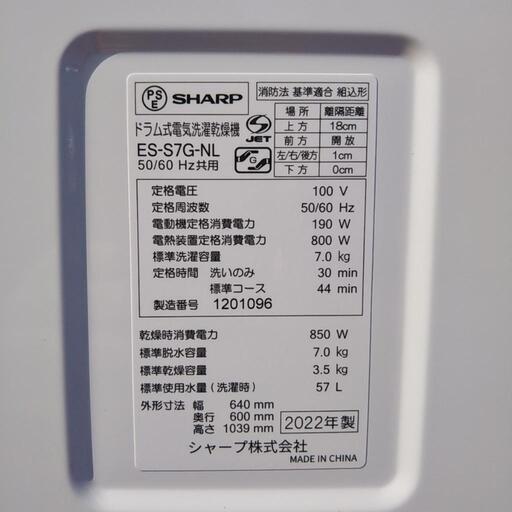 PSE SHARP
ドラム式電気洗濯乾燥機
ES-S7G-NL
50/60 Hz共用
S JET
G
消防法 基準適合 組込形
場所 離隔距離
上方 18cm
前方 開放
左/右/後方 1cm
下方 0cm
定格電圧 100 V
定格周波数 50/60 Hz
電動機定格消費電力 190 W
電熱装置定格消費電力 800 W
標準洗濯容量 7.0 kg
定格時間 洗いのみ 30 min
標準コース 44 min
製造番号 1201096
乾燥時消費電力 850 W
標準脱水容量 7.0 kg
標準乾燥容量 3.5 kg
標準使用水量(洗濯時) 57 L
外形寸法 幅 640 mm
奥行 600 mm
高さ 1039 mm
2022年製
シャープ株式会社
MADE IN CHINA